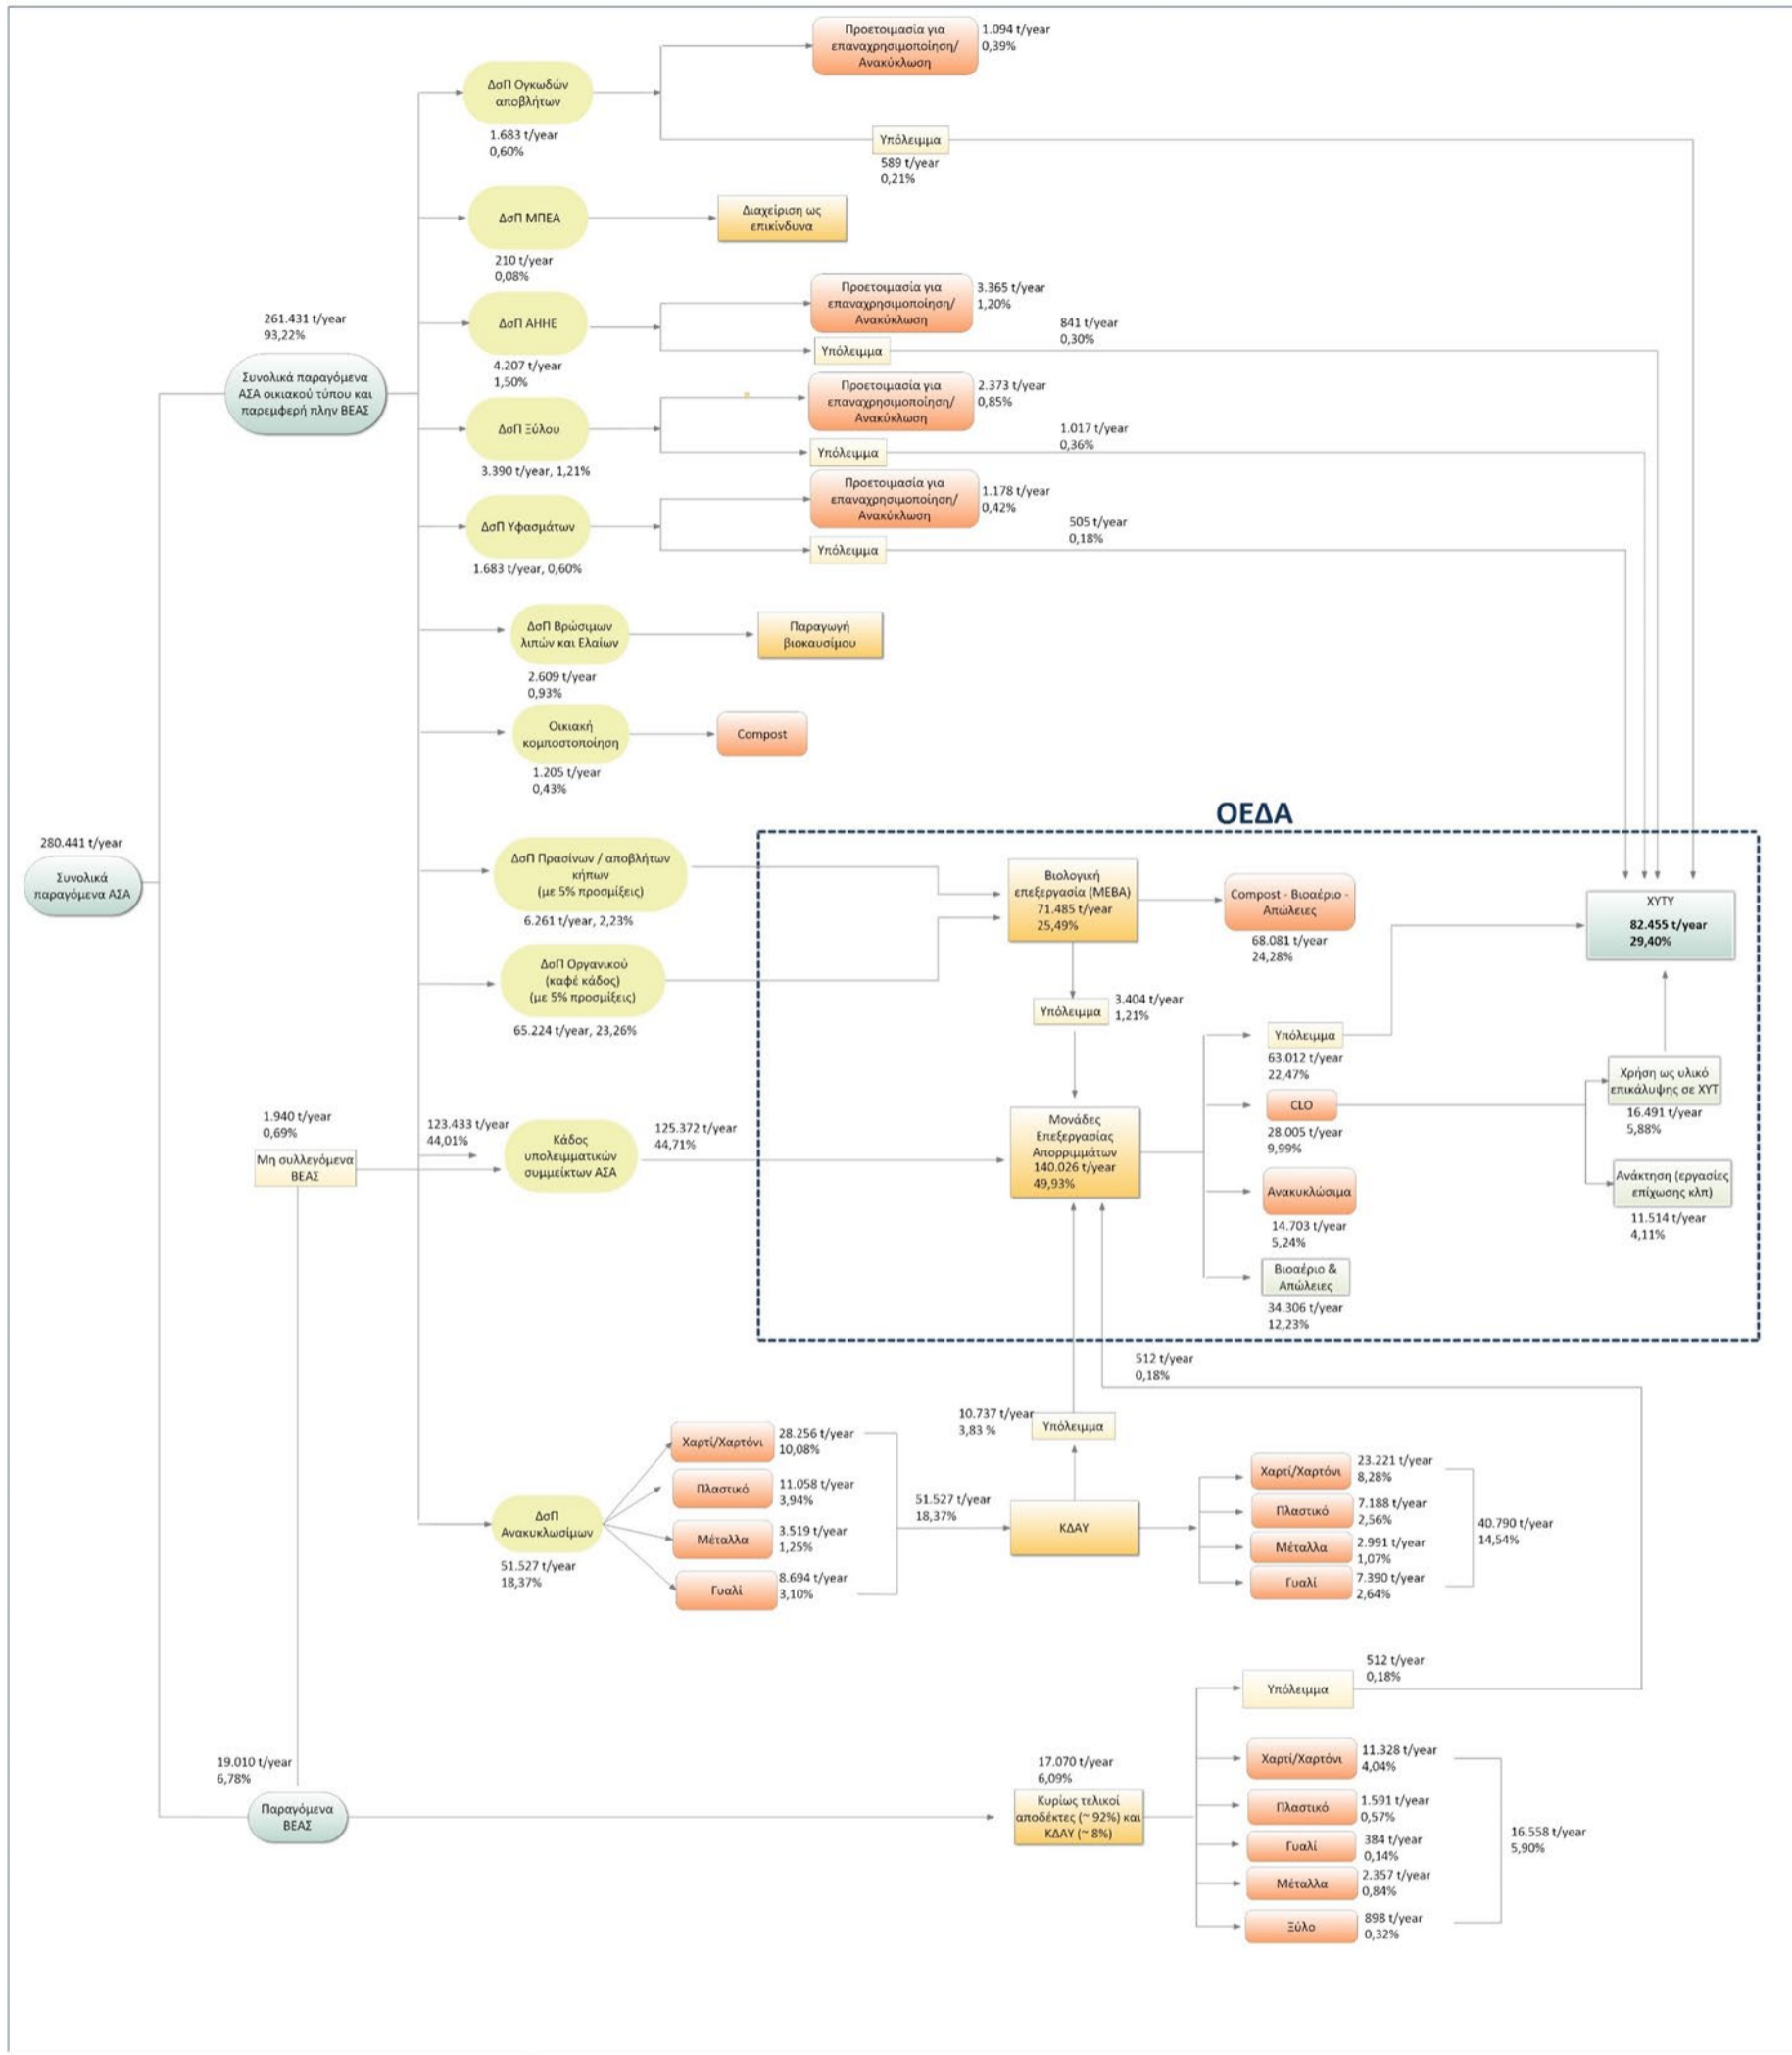 Προετοιμασία για
επαναχρησιμοποίηση/
Ανακύκλωση
1.094 t/year
0,39%
ΔσΠ Ογκωδών
αποβλήτων
1.683 t/year
0,60%
Υπόλειμμα
589 t/year
0,21%
ΔσΠ ΜΠΕΑ
210 t/year
0,08%
Διαχείριση ως
επικίνδυνα
261.431 t/year
93,22%
Συνολικά παραγόμενα
ΑΣΑ οικιακού τύπου και
παρεμφερή πλην ΒΕΑΣ
ΔσΠ ΑΗΗΕ
4.207 t/year
1,50%
Προετοιμασία για
επαναχρησιμοποίηση/
Ανακύκλωση
3.365 t/year
1,20%
Υπόλειμμα
841 t/year
0,30%
ΔσΠ Ξύλου
3.390 t/year, 1,21%
Προετοιμασία για
επαναχρησιμοποίηση/
Ανακύκλωση
2.373 t/year
0,85%
Υπόλειμμα
1.017 t/year
0,36%
ΔσΠ Υφασμάτων
1.683 t/year, 0,60%
Προετοιμασία για
επαναχρησιμοποίηση/
Ανακύκλωση
1.178 t/year
0,42%
Υπόλειμμα
505 t/year
0,18%
ΔσΠ Βρώσιμων
λιπών και Ελαίων
2.609 t/year
0,93%
Παραγωγή
βιοκαυσίμου
Οικιακή
κομποστοποίηση
1.205 t/year
0,43%
Compost
280.441 t/year
Συνολικά
παραγόμενα ΑΣΑ
ΟΕΔΑ
ΔσΠ Πρασίνων / αποβλήτων
κήπων
(με 5% προσμίξεις)
6.261 t/year, 2,23%
ΔσΠ Οργανικού
(καφέ κάδος)
(με 5% προσμίξεις)
65.224 t/year, 23,26%
Βιολογική
επεξεργασία (ΜΕΒΑ)
71.485 t/year
25,49%
Compost - Βιοαέριο -
Απώλειες
68.081 t/year
24,28%
ΧΥΤΥ
82.455 t/year
29,40%
Υπόλειμμα
3.404 t/year
1,21%
Υπόλειμμα
63.012 t/year
22,47%
CLO
28.005 t/year
9,99%
Χρήση ως υλικό
επικάλυψης σε ΧΥΤ
16.491 t/year
5,88%
Ανάκτηση (εργασίες
επίχωσης κλπ)
11.514 t/year
4,11%
1.940 t/year
0,69%
Μη συλλεγόμενα
ΒΕΑΣ
123.433 t/year
44,01%
Κάδος
υπολειμματικών
συμμείκτων ΑΣΑ
125.372 t/year
44,71%
Μονάδες
Επεξεργασίας
Απορριμμάτων
140.026 t/year
49,93%
Ανακυκλώσιμα
14.703 t/year
5,24%
Βιοαέριο &
Απώλειες
34.306 t/year
12,23%
512 t/year
0,18%
10.737 t/year
3,83 %
Υπόλειμμα
ΔσΠ
Ανακυκλωσίμων
51.527 t/year
18,37%
Χαρτί/Χαρτόνι
28.256 t/year
10,08%
Πλαστικό
11.058 t/year
3,94%
Μέταλλα
3.519 t/year
1,25%
Γυαλί
8.694 t/year
3,10%
51.527 t/year
18,37%
ΚΔΑΥ
Χαρτί/Χαρτόνι
23.221 t/year
8,28%
Πλαστικό
7.188 t/year
2,56%
Μέταλλα
2.991 t/year
1,07%
Γυαλί
7.390 t/year
2,64%
40.790 t/year
14,54%
19.010 t/year
6,78%
Παραγόμενα
ΒΕΑΣ
17.070 t/year
6,09%
Κυρίως τελικοί
αποδέκτες (~ 92%) και
ΚΔΑΥ (~ 8%)
Υπόλειμμα
512 t/year
0,18%
Χαρτί/Χαρτόνι
11.328 t/year
4,04%
Πλαστικό
1.591 t/year
0,57%
Γυαλί
384 t/year
0,14%
Μέταλλα
2.357 t/year
0,84%
Ξύλο
898 t/year
0,32%
16.558 t/year
5,90%